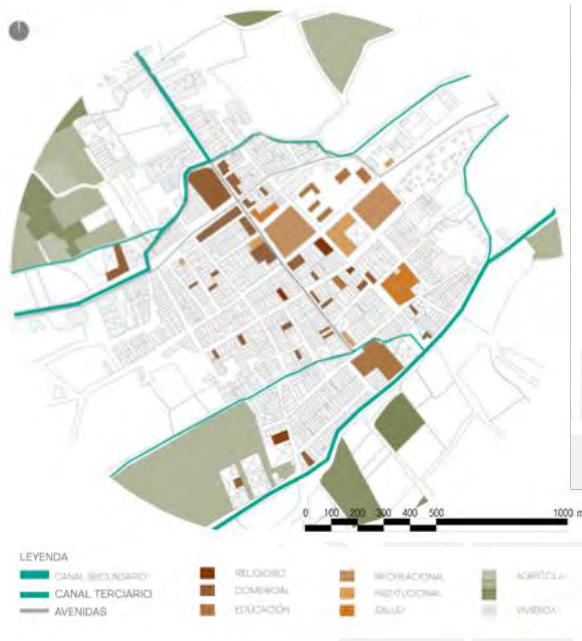 0 100 200 300 400 500 1000 m
LEYENDA
CANAL SECUNDARIO
CANAL TERCIARIO
AVENIDAS
RELIGIOSO
COMERCIAL
EDUCACIÓN
RECREACIONAL
INSTITUCIONAL
SALUD
AGRÍCOLA
VIVIENDA